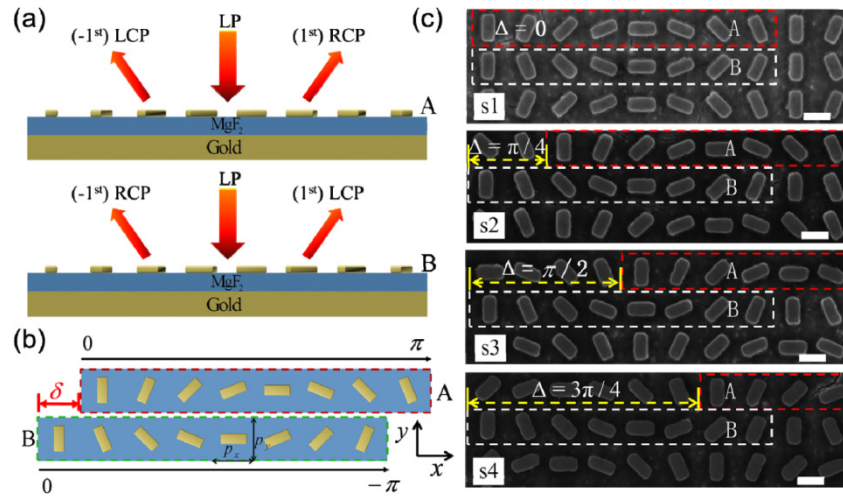 (a)
(-1st) LCP
LP
(1st) RCP
A
MgF2
Gold
(-1st) RCP
LP
(1st) LCP
B
MgF2
Gold
(b)
0
π
δ
A
B
px
p
y
x
0
-π
(c)
Δ = 0
A
B
s1
Δ = π/4
A
B
s2
Δ = π/2
A
B
s3
Δ = 3π/4
A
B
s4